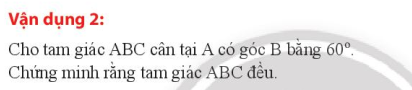 Vận dụng 2:
Cho tam giác ABC cân tại A có góc B bằng 60°.
Chứng minh rằng tam giác ABC đều.